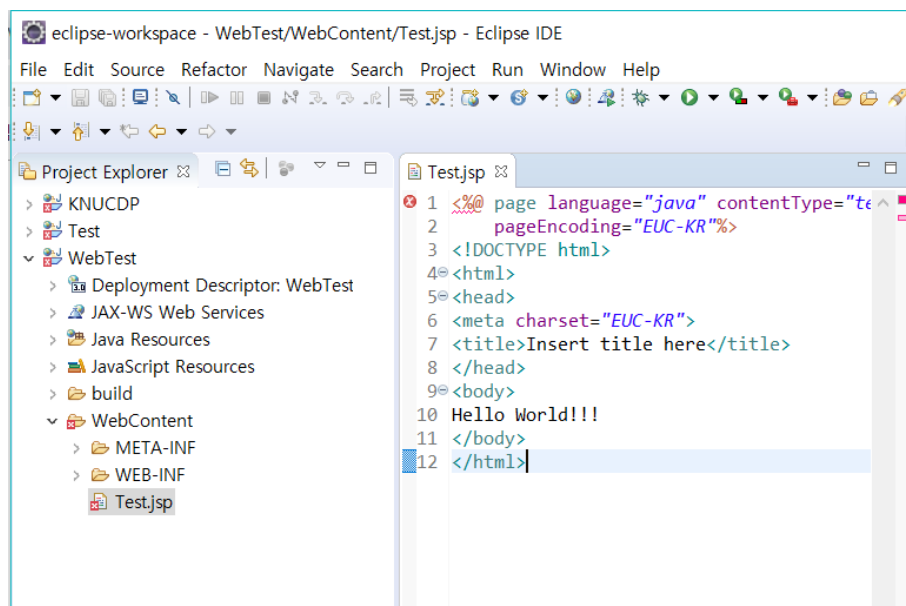 eclipse-workspace - WebTest/WebContent/Test.jsp - Eclipse IDE
File Edit Source Refactor Navigate Search Project Run Window Help
Project Explorer
KNUCDP
Test
WebTest
3.0 Deployment Descriptor: WebTest
JAX-WS Web Services
Java Resources
JavaScript Resources
build
WebContent
META-INF
WEB-INF
Test.jsp
Test.jsp
1 <%@ page language="java" contentType="te
2 pageEncoding="EUC-KR"%>
3 <!DOCTYPE html>
4 <html>
5 <head>
6 <meta charset="EUC-KR">
7 <title>Insert title here</title>
8 </head>
9 <body>
10 Hello World!!!
11 </body>
12 </html>